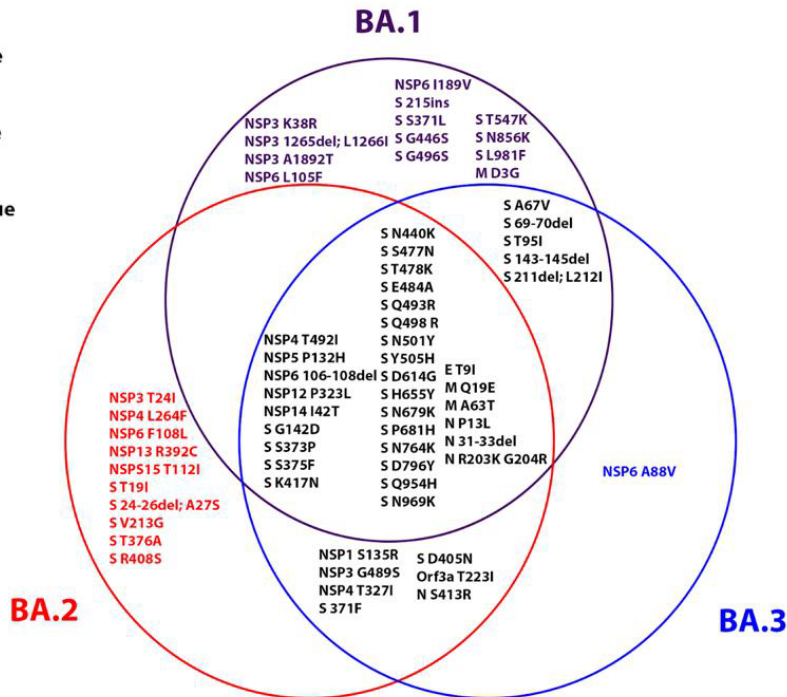 BA.1
NSP6 I189V
S 215ins
S S371L
S G446S
S G496S
NSP3 K38R
NSP3 1265del; L1266I
NSP3 A1892T
NSP6 L105F
S T547K
S N856K
S L981F
M D3G
S A67V
S 69-70del
S T95I
S 143-145del
S 211del; L212I
S N440K
S S477N
S T478K
S E484A
S Q493R
S Q498 R
S N501Y
S Y505H
S D614G
S H655Y
S N679K
S P681H
S N764K
S D796Y
S Q954H
S N969K
NSP4 T492I
NSP5 P132H
NSP6 106-108del
NSP12 P323L
NSP14 I42T
S G142D
S S373P
S S375F
S K417N
E T9I
M Q19E
M A63T
N P13L
N 31-33del
N R203K G204R
NSP3 T24I
NSP4 L264F
NSP6 F108L
NSP13 R392C
NSPS15 T112I
S T19I
S 24-26del; A27S
S V213G
S T376A
S R408S
NSP6 A88V
NSP1 S135R
NSP3 G489S
NSP4 T327I
S 371F
S D405N
Orf3a T223I
N S413R
BA.2
BA.3